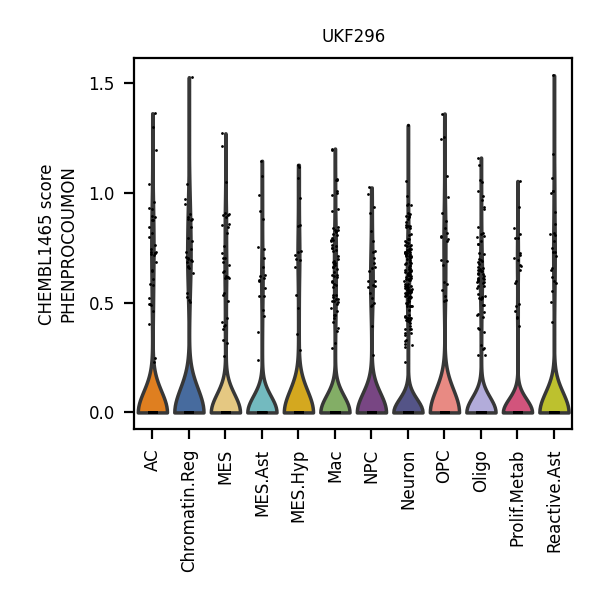 UKF296
CHEMBL1465 score
PHENPROCOUMON
1.5
1.0
0.5
0.0
AC
Chromatin.Reg
MES
MES.Ast
MES.Hyp
Mac
NPC
Neuron
OPC
Oligo
Prolif.Metab
Reactive.Ast